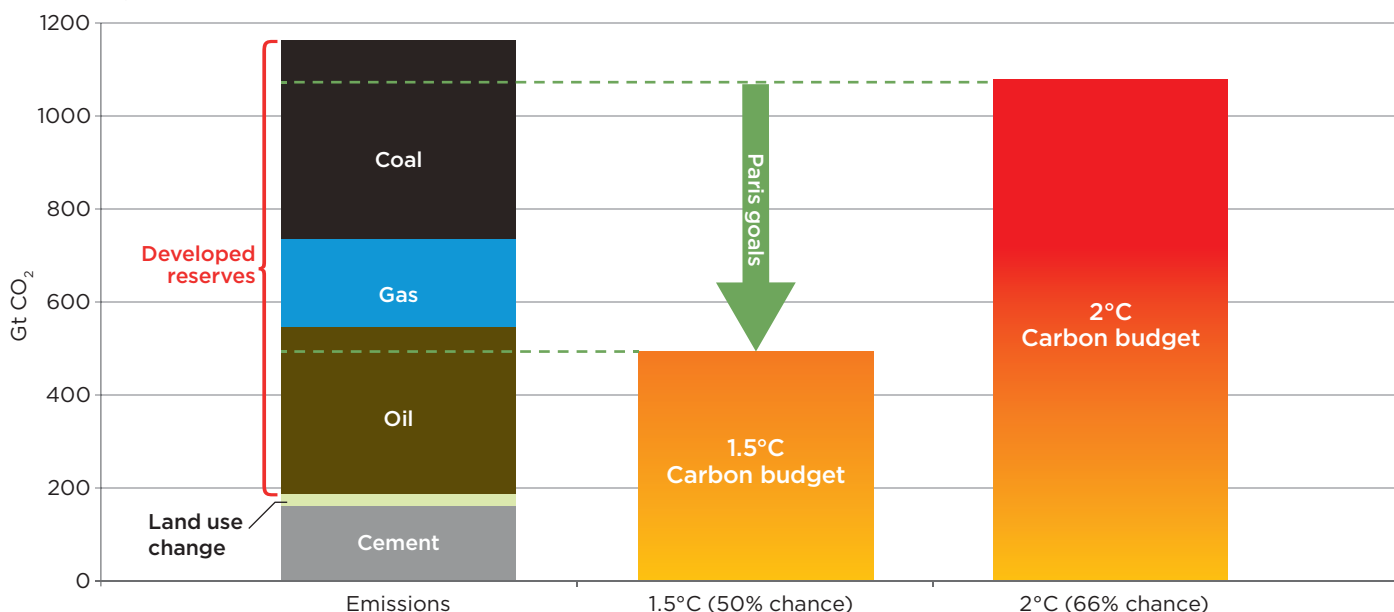 1200
1000
800
600
400
200
0
Gt CO₂
Developed
reserves
Coal
Gas
Oil
Land use
change
Cement
Paris goals
1.5°C
Carbon budget
2°C
Carbon budget
Emissions
1.5°C (50% chance)
2°C (66% chance)